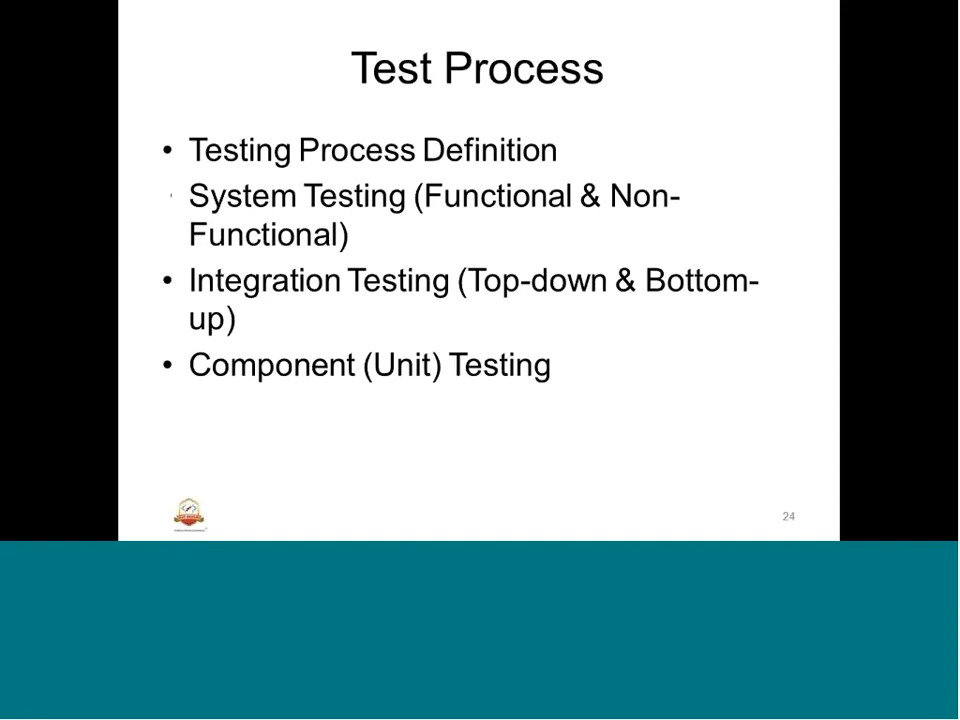 Test Process
• Testing Process Definition
System Testing (Functional & Non-
Functional)
• Integration Testing (Top-down & Bottom-
up)
• Component (Unit) Testing
24